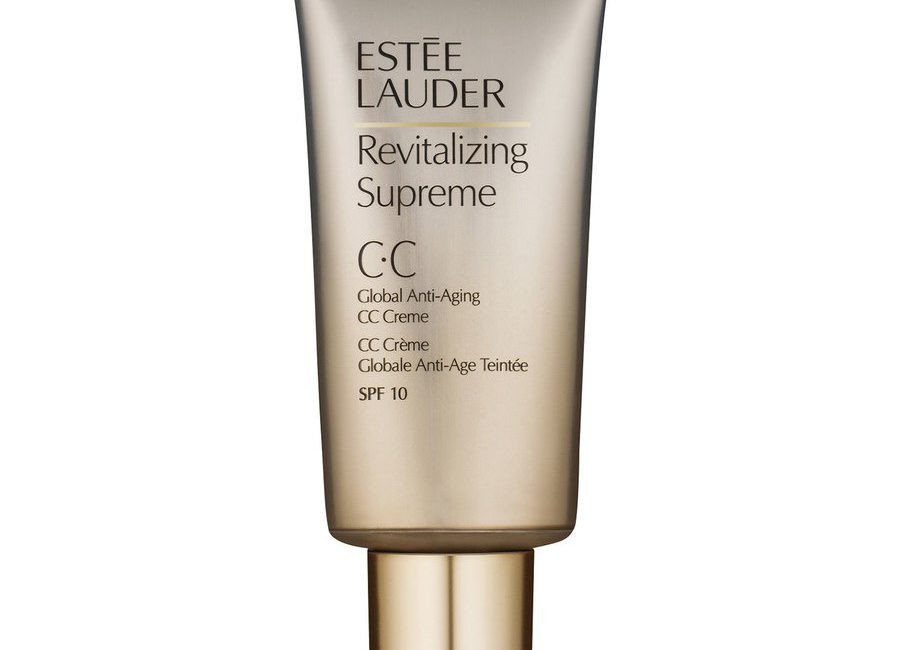 ESTĒE
LAUDER
Revitalizing
Supreme
C·C
Global Anti-Aging
CC Creme
CC Crème
Globale Anti-Age Teintée
SPF 10